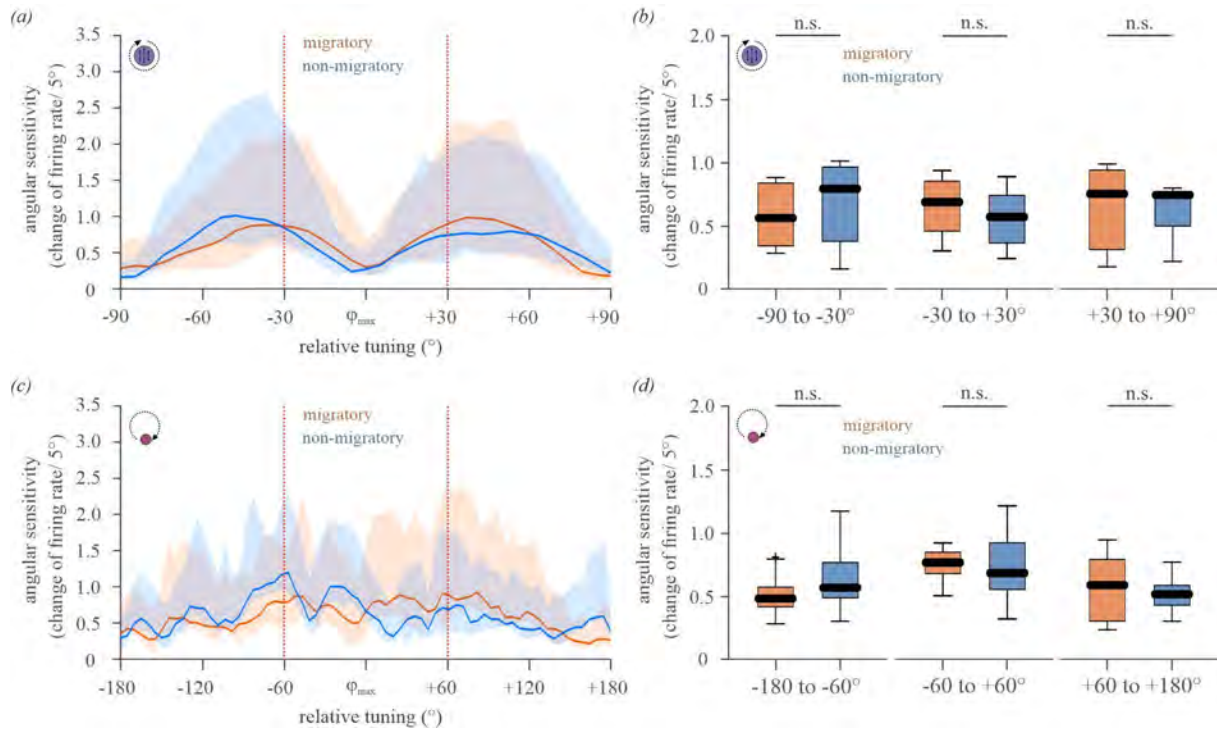 (a)
3.5
3.0
2.5
2.0
1.5
1.0
0.5
0
angular sensitivity
(change of firing rate/ 5°)
migratory
non-migratory
-90 -60 -30 φmax +30 +60 +90
relative tuning (°)
(b)
2.0
1.5
1.0
0.5
0
angular sensitivity
(change of firing rate/ 5°)
n.s. n.s. n.s.
migratory
non-migratory
-90 to -30° -30 to +30° +30 to +90°
(c)
3.5
3.0
2.5
2.0
1.5
1.0
0.5
0
angular sensitivity
(change of firing rate/ 5°)
migratory
non-migratory
-180 -120 -60 φmax +60 +120 +180
relative tuning (°)
(d)
2.0
1.5
1.0
0.5
0
angular sensitivity
(change of firing rate/ 5°)
n.s. n.s. n.s.
migratory
non-migratory
-180 to -60° -60 to +60° +60 to +180°